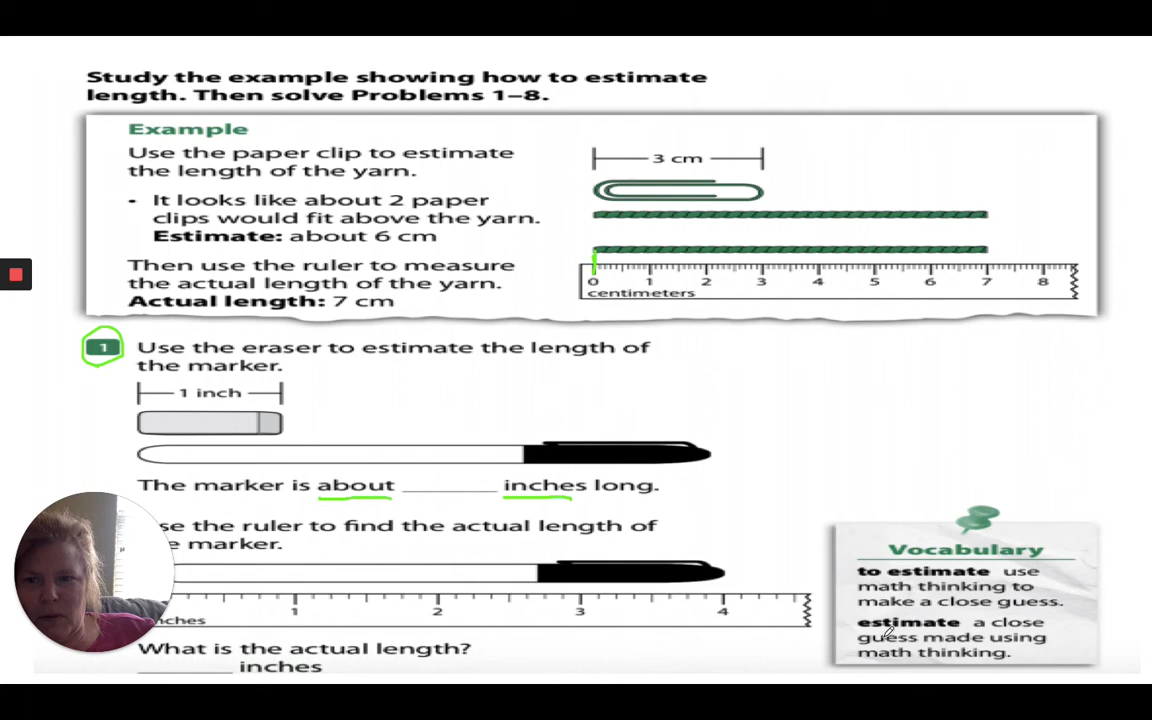 Study the example showing how to estimate
length. Then solve Problems 1–8.
Example
Use the paper clip to estimate
the length of the yarn.
• It looks like about 2 paper
clips would fit above the yarn.
Estimate: about 6 cm
Then use the ruler to measure
the actual length of the yarn.
Actual length: 7 cm
3 cm
0 1 2 3 4 5 6 7 8
centimeters
1 Use the eraser to estimate the length of
the marker.
1 inch
The marker is about ________ inches long.
the ruler to find the actual length of
marker.
1 2 3 4
What is the actual length?
________ inches
Vocabulary
to estimate use
math thinking to
make a close guess.
estimate a close
guess made using
math thinking.